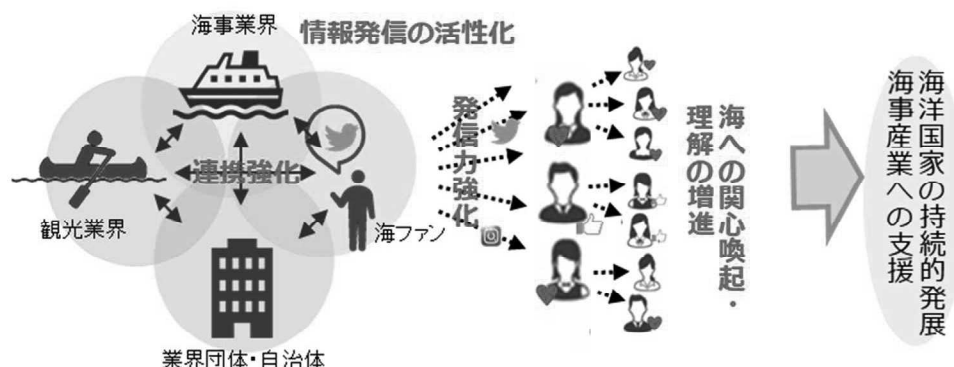 海事業界
情報発信の活性化
観光業界
連携強化
海ファン
業界団体・自治体
発信力強化
海への関心喚起・
理解の増進
海洋国家の持続的発展
海事産業への支援